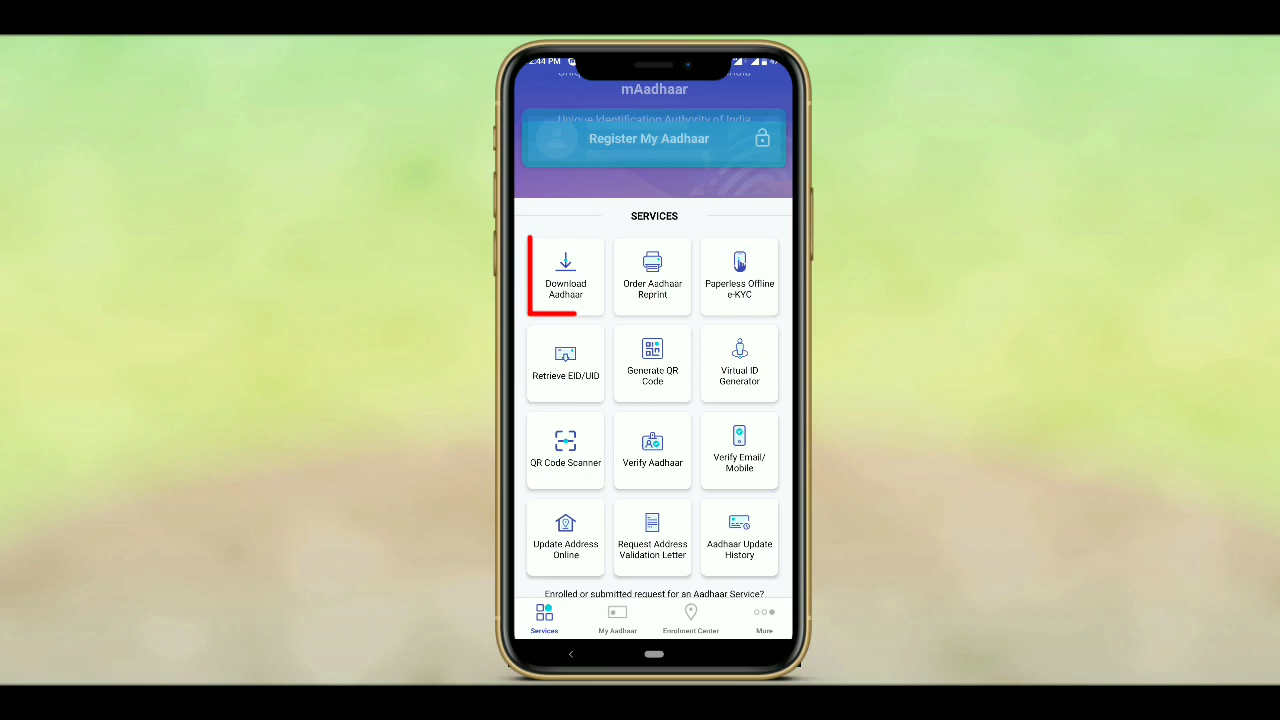 2:44 PM
mAadhaar
Unique Identification Authority of India
Register My Aadhaar
SERVICES
Download
Aadhaar
Order Aadhaar
Reprint
Paperless Offline
e-KYC
Retrieve EID/UID
Generate QR
Code
Virtual ID
Generator
QR Code Scanner
Verify Aadhaar
Verify Email/
Mobile
Update Address
Online
Request Address
Validation Letter
Aadhaar Update
History
Enrolled or submitted request for an Aadhaar Service?
Services
My Aadhaar
Enrolment Center
More